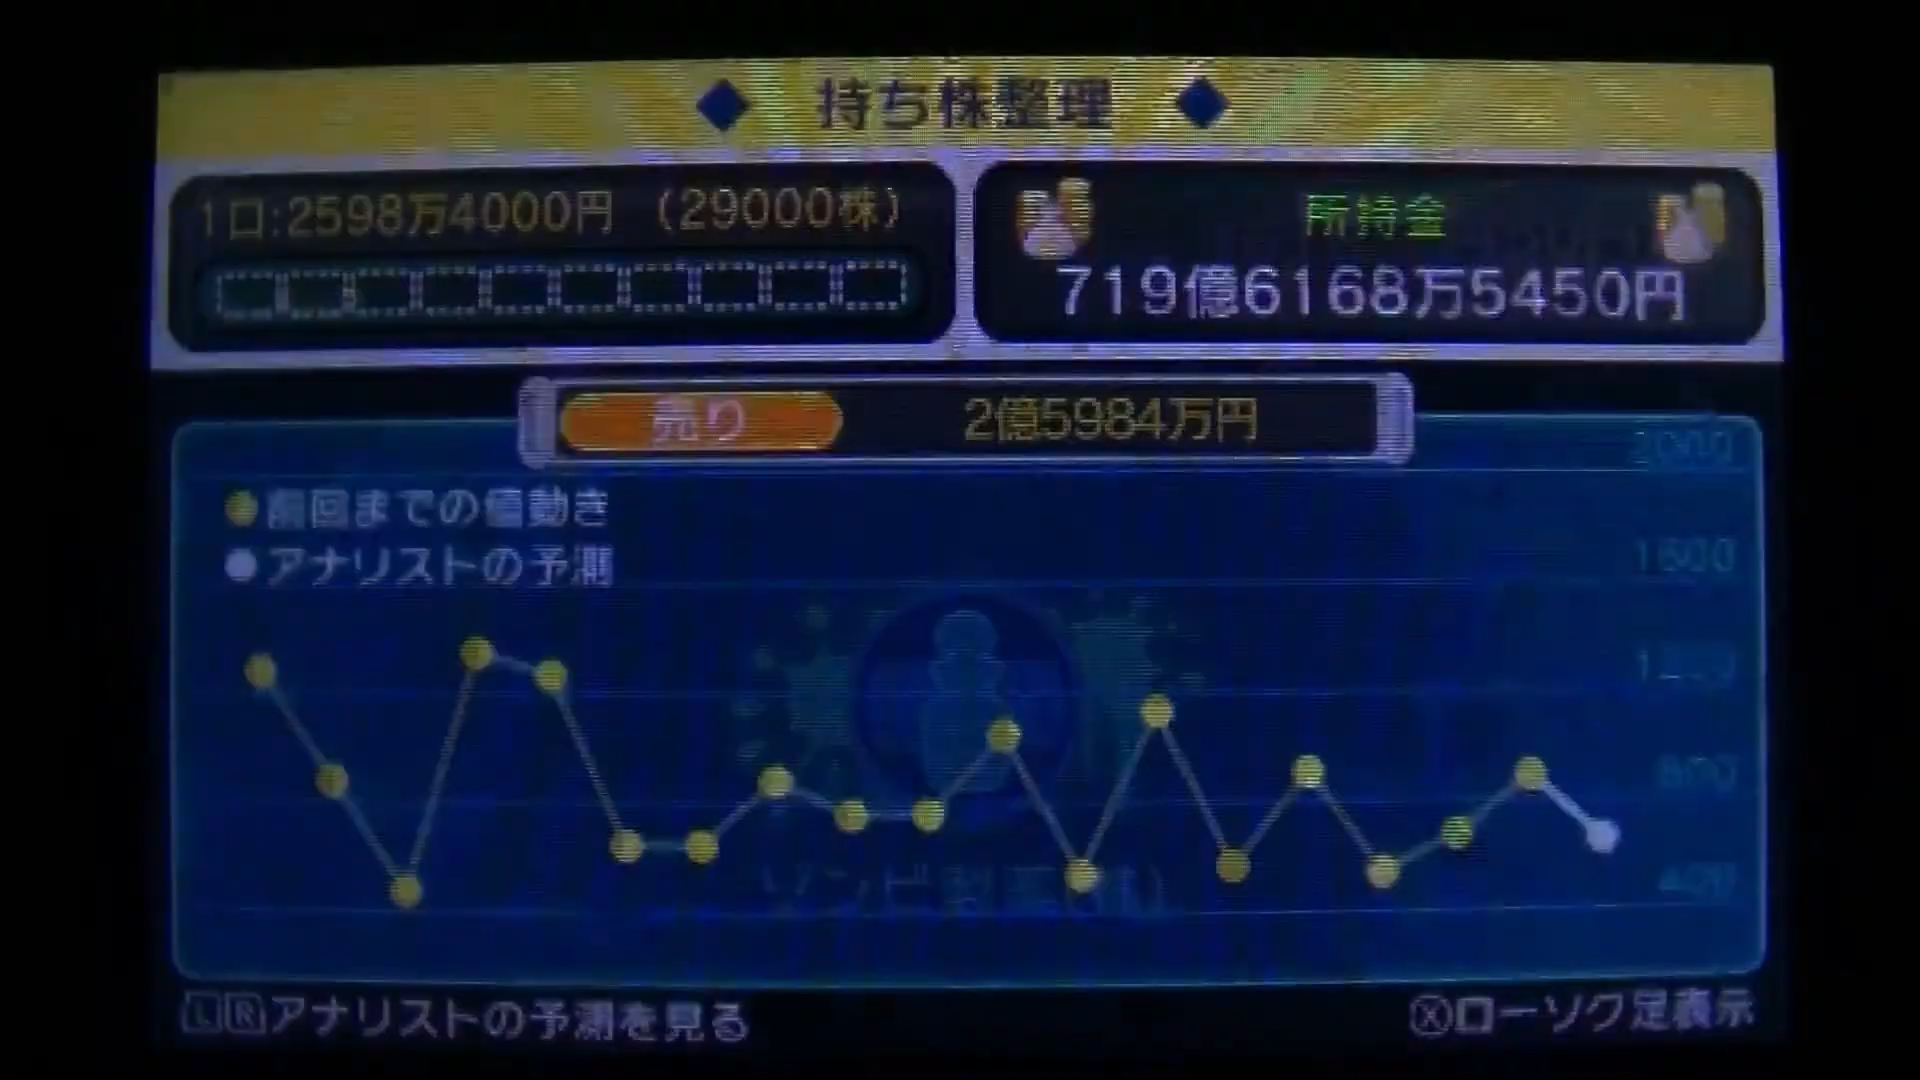 持ち株整理
1口:2598万4000円 (29000株)
所持金
719億6168万5450円
売り 2億5984万円
2000
前回までの値動き
1600
アナリストの予測
1200
800
400
LRアナリストの予測を見る
Ⓧローソク足表示